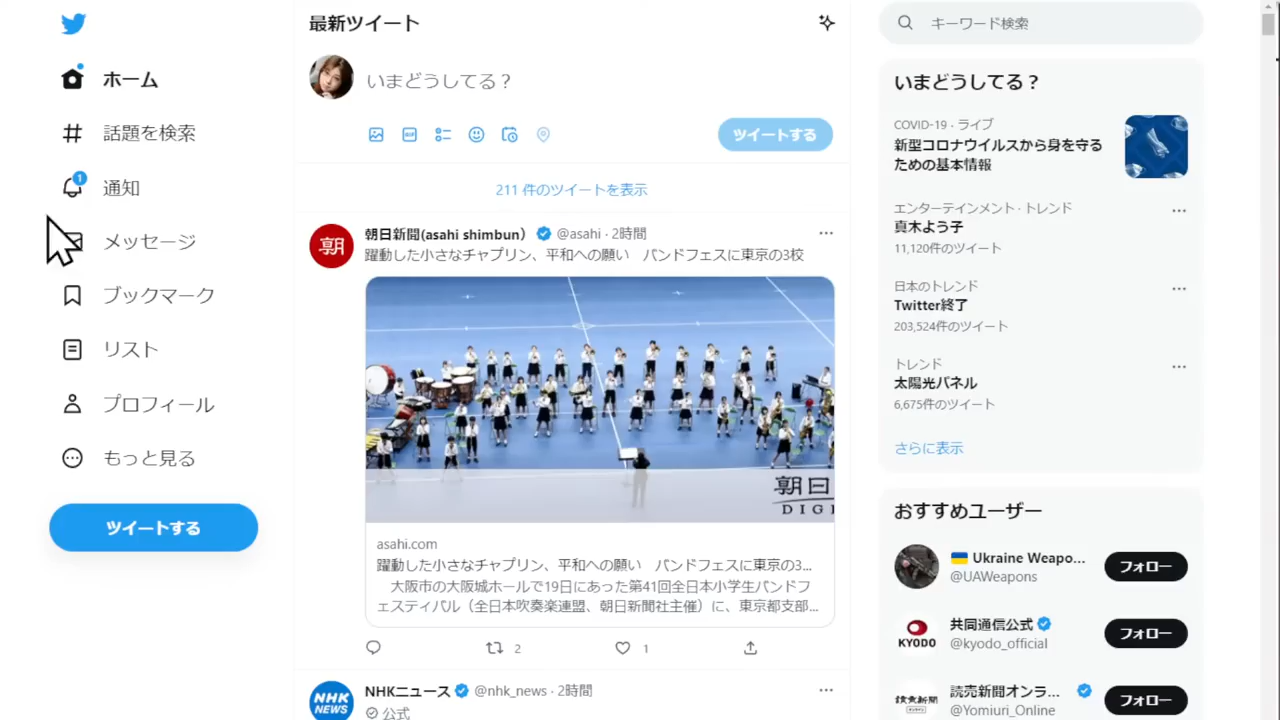 ホーム
話題を検索
1
通知
メッセージ
ブックマーク
リスト
プロフィール
もっと見る
ツイートする
最新ツイート
いまどうしてる？
GIF
ツイートする
211 件のツイートを表示
朝
朝日新聞(asahi shimbun） @asahi · 2時間
躍動した小さなチャプリン、平和への願い　バンドフェスに東京の3校
朝日
DIGI
asahi.com
躍動した小さなチャプリン、平和への願い　バンドフェスに東京の3...
大阪市の大阪城ホールで19日にあった第41回全日本小学生バンドフ
ェスティバル（全日本吹奏楽連盟、朝日新聞社主催）に、東京都支部...
2
1
NHK
NEWS
NHKニュース @nhk_news · 2時間
公式
キーワード検索
いまどうしてる？
COVID-19 · ライブ
新型コロナウイルスから身を守る
ための基本情報
エンターテインメント · トレンド
真木よう子
11,120件のツイート
日本のトレンド
Twitter終了
203,524件のツイート
トレンド
太陽光パネル
6,675件のツイート
さらに表示
おすすめユーザー
Ukraine Weapo...
@UAWeapons
フォロー
KYODO
共同通信公式
@kyodo_official
フォロー
読売新聞
読売新聞オンラ...
@Yomiuri_Online
フォロー